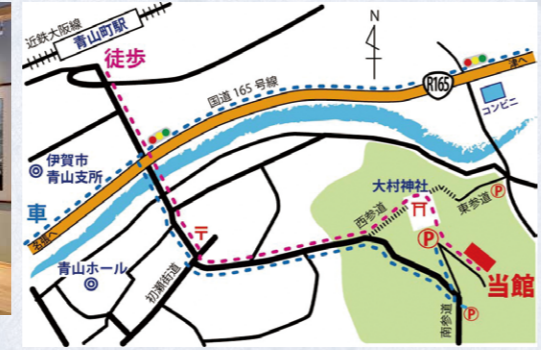 近鉄大阪線
青山町駅
徒歩
N
国道165号線
R165
津へ
コンビニ
伊賀市
青山支所
車
名張へ
〒
青山ホール
初瀬街道
大村神社
西参道
東参道
P
P
当館
南参道
P